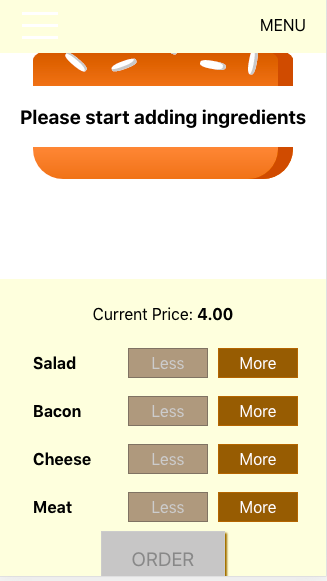 MENU
Please start adding ingredients
Current Price: 4.00
Salad Less More
Bacon Less More
Cheese Less More
Meat Less More
ORDER